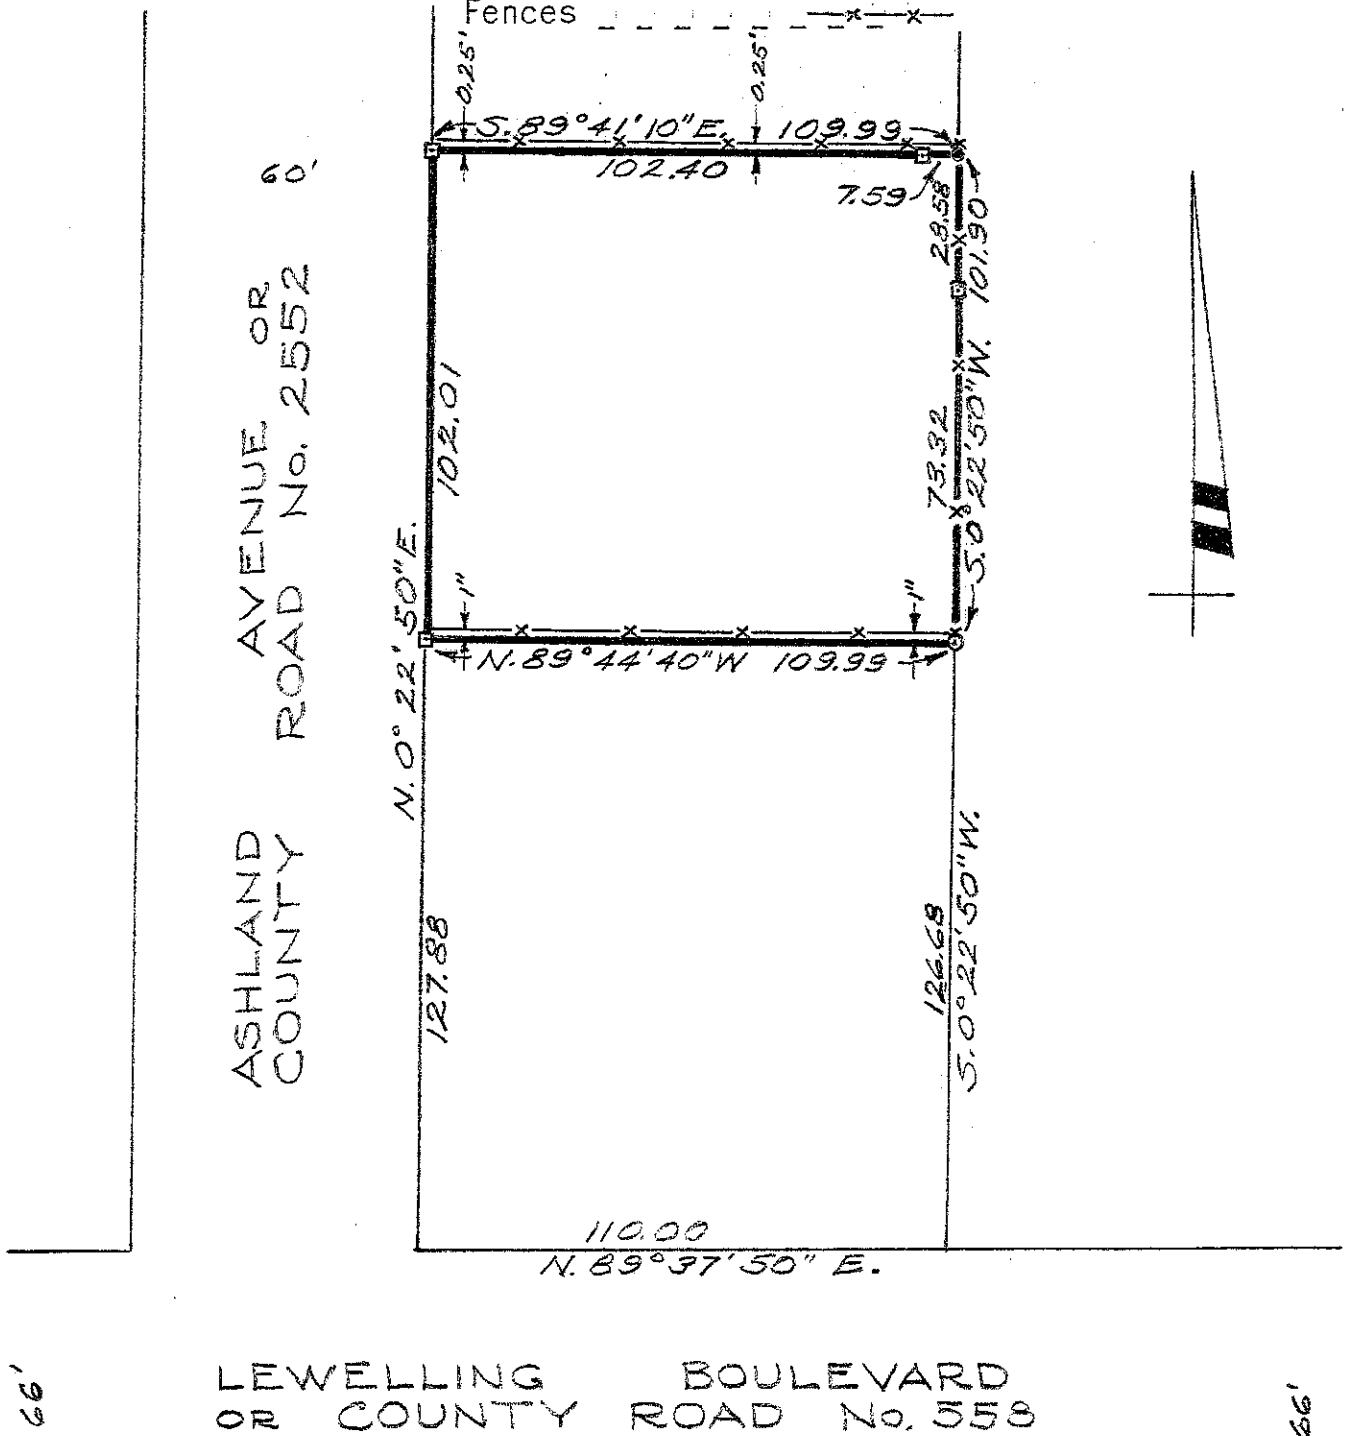 Fences
0.25'
0.25'
S. 89° 41' 10" E. 109.99
102.40
7.59
60'
28.58
101.90
S. 0° 22' 50" W.
73.32
102.01
N. 0° 22' 50" E.
1"
1"
N. 89° 44' 40" W 109.99
ASHLAND AVENUE OR
COUNTY ROAD No. 2552
127.88
126.68
S. 0° 22' 50" W.
110.00
N. 89° 37' 50" E.
66'
LEWELLING BOULEVARD
OR COUNTY ROAD No. 558
66'